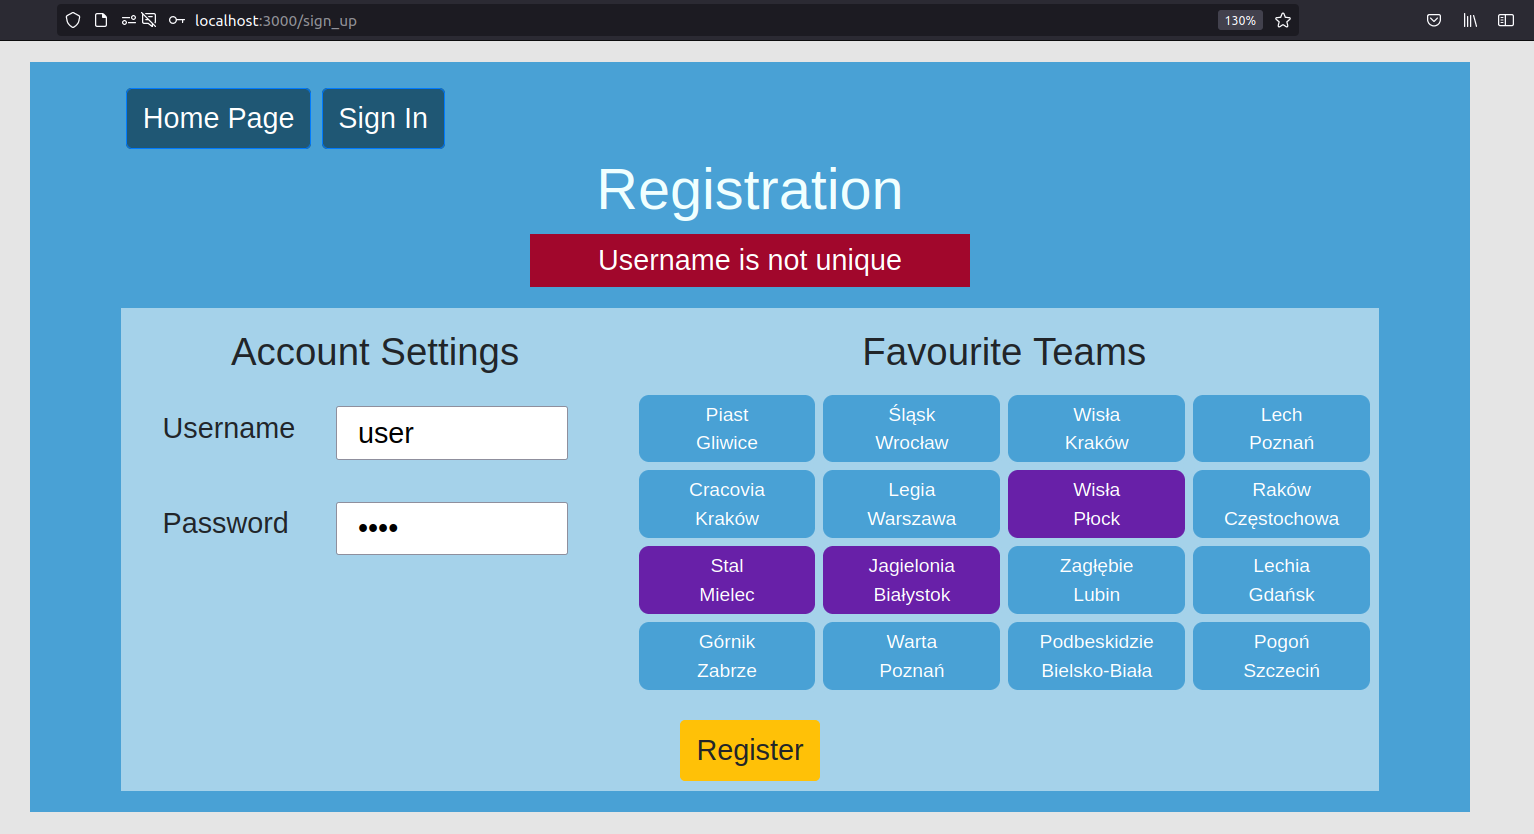 localhost:3000/sign_up
130%
Home Page
Sign In
Registration
Username is not unique
Account Settings
Username
user
Password
••••
Favourite Teams
Piast
Gliwice
Śląsk
Wrocław
Wisła
Kraków
Lech
Poznań
Cracovia
Kraków
Legia
Warszawa
Wisła
Płock
Raków
Częstochowa
Stal
Mielec
Jagielonia
Białystok
Zagłębie
Lubin
Lechia
Gdańsk
Górnik
Zabrze
Warta
Poznań
Podbeskidzie
Bielsko-Biała
Pogoń
Szczeciń
Register